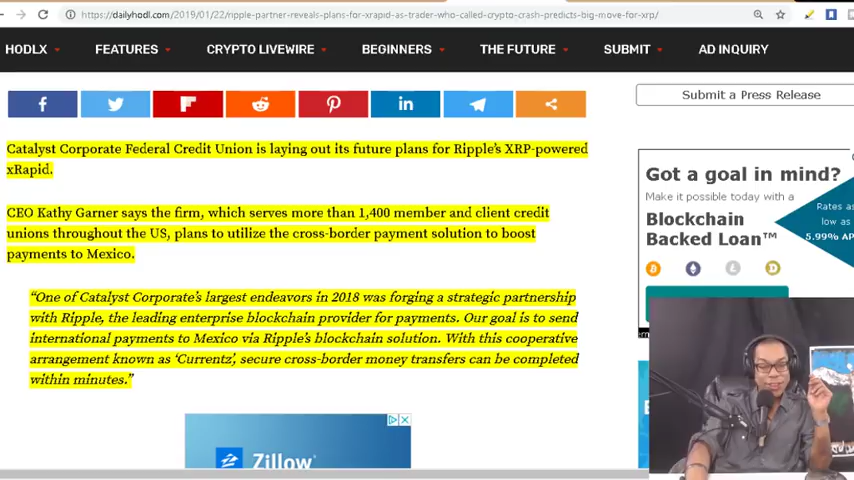 https://dailyhodl.com/2019/01/22/ripple-partner-reveals-plans-for-xrapid-as-trader-who-called-crypto-crash-predicts-big-move-for-xrp/
HODLX FEATURES CRYPTO LIVEWIRE BEGINNERS THE FUTURE SUBMIT AD INQUIRY
Submit a Press Release
Catalyst Corporate Federal Credit Union is laying out its future plans for Ripple's XRP-powered
xRapid.
CEO Kathy Garner says the firm, which serves more than 1,400 member and client credit
unions throughout the US, plans to utilize the cross-border payment solution to boost
payments to Mexico.
“One of Catalyst Corporate's largest endeavors in 2018 was forging a strategic partnership
with Ripple, the leading enterprise blockchain provider for payments. Our goal is to send
international payments to Mexico via Ripple's blockchain solution. With this cooperative
arrangement known as ‘Currentz’, secure cross-border money transfers can be completed
within minutes.”
Zillow
Got a goal in mind?
Make it possible today with a
Blockchain
Backed Loan™
Rates as
low as
5.99% AP